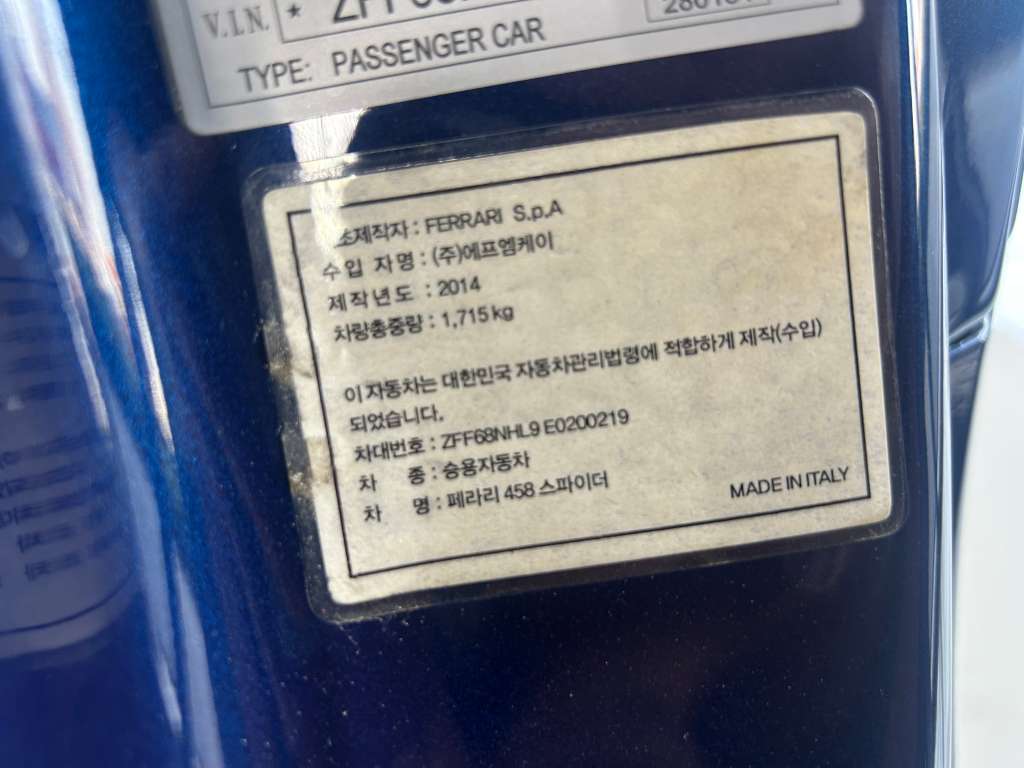 V.I.N. * ZFF
TYPE: PASSENGER CAR
초제작자 : FERRARI S.p.A
수입 자명 : (주)에프엠케이
제작년도 : 2014
차량총중량 : 1,715 kg
이 자동차는 대한민국 자동차관리법령에 적합하게 제작(수입)
되었습니다.
차대번호 : ZFF68NHL9 E0200219
차 종 : 승용자동차
차 명 : 페라리 458 스파이더
MADE IN ITALY